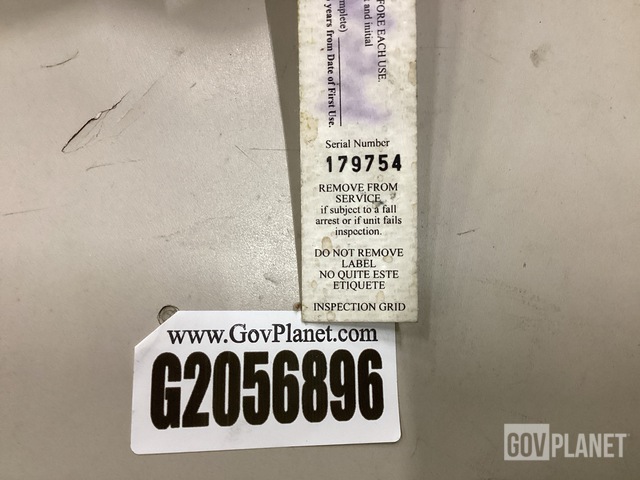 FORE EACH USE.
t and initial
mplete)
years from Date of First Use.
Serial Number
179754
REMOVE FROM
SERVICE
if subject to a fall
arrest or if unit fails
inspection.
DO NOT REMOVE
LABEL
NO QUITE ESTE
ETIQUETE
INSPECTION GRID
www.GovPlanet.com
G2056896
GOVPLANET